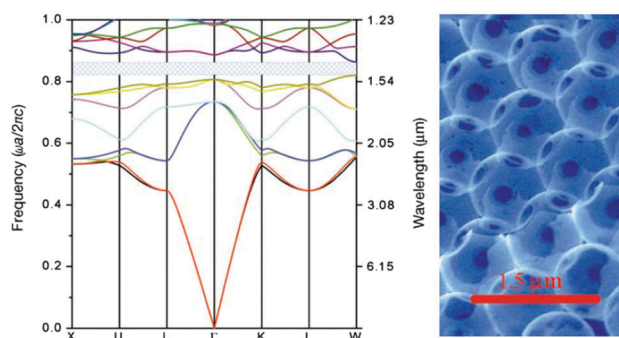 Frequency (ωa/2πc)
1.0
0.8
0.6
0.4
0.2
0.0
X U L Γ K L W
1.23
1.54
2.05
3.08
6.15
Wavelength (µm)
1.5 µm